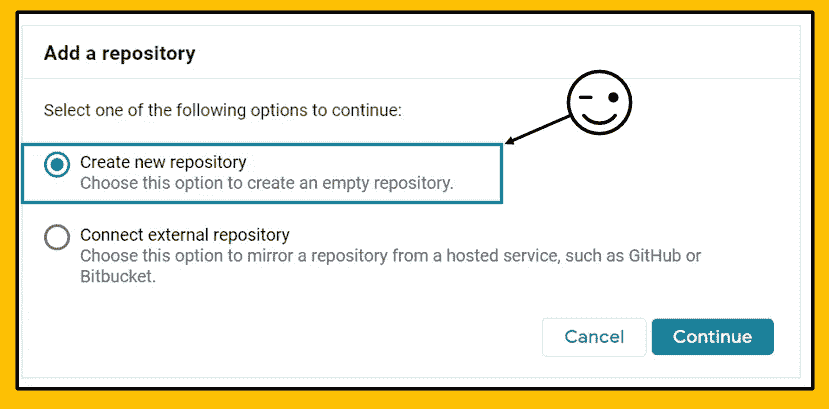 Add a repository
Select one of the following options to continue:
Create new repository
Choose this option to create an empty repository.
Connect external repository
Choose this option to mirror a repository from a hosted service, such as GitHub or
Bitbucket.
Cancel
Continue